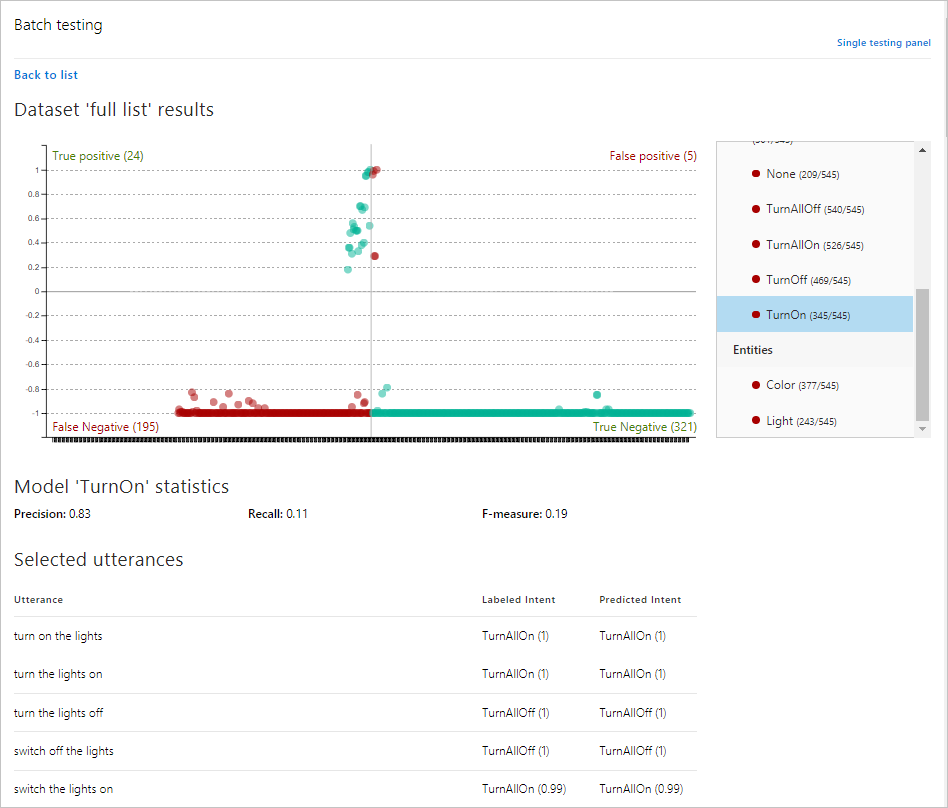 Batch testing
Single testing panel
Back to list
Dataset 'full list' results
True positive (24)
False positive (5)
1
0.8
0.6
0.4
0.2
0
-0.2
-0.4
-0.6
-0.8
-1
False Negative (195)
True Negative (321)
None (209/545)
TurnAllOff (540/545)
TurnAllOn (526/545)
TurnOff (469/545)
TurnOn (345/545)
Entities
Color (377/545)
Light (243/545)
Model 'TurnOn' statistics
Precision: 0.83 Recall: 0.11 F-measure: 0.19
Selected utterances
Utterance Labeled Intent Predicted Intent
turn on the lights TurnAllOn (1) TurnAllOn (1)
turn the lights on TurnAllOn (1) TurnAllOn (1)
turn the lights off TurnAllOff (1) TurnAllOff (1)
switch off the lights TurnAllOff (1) TurnAllOff (1)
switch the lights on TurnAllOn (0.99) TurnAllOn (0.99)